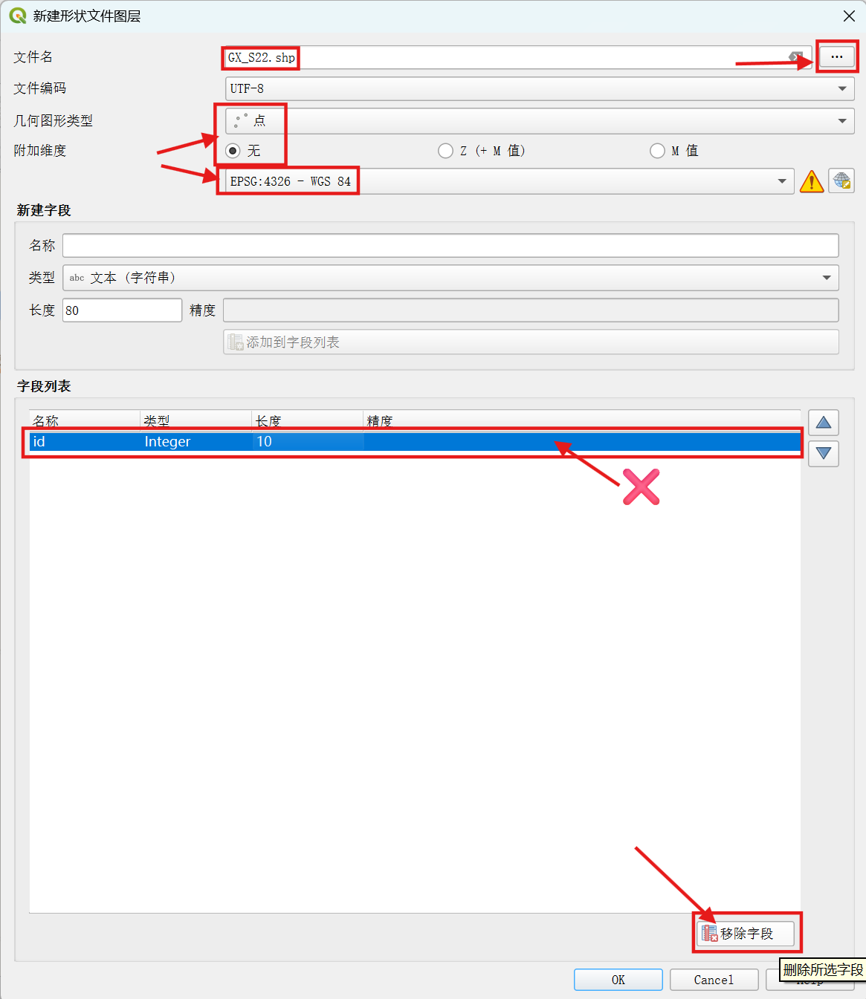 新建形状文件图层
文件名 GX_S22.shp ...
文件编码 UTF-8
几何图形类型 点
附加维度 无 Z (+ M 值) M 值
EPSG:4326 - WGS 84
新建字段
名称
类型 abc 文本 (字符串)
长度 80 精度
添加到字段列表
字段列表
名称 类型 长度 精度
id Integer 10
移除字段
删除所选字段
OK Cancel Help